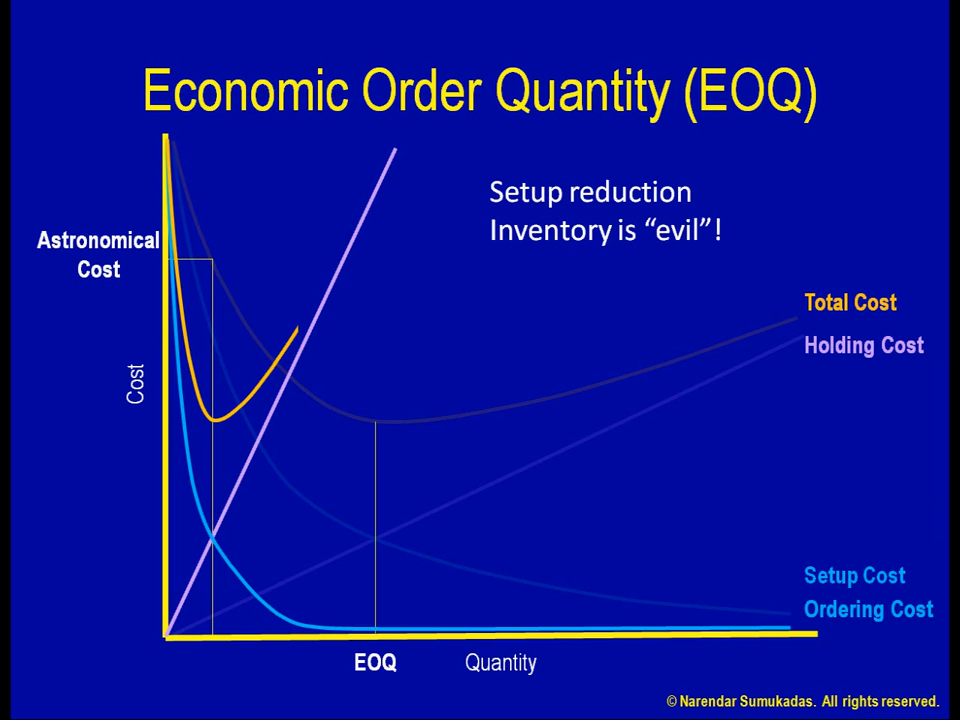 Economic Order Quantity (EOQ)
Setup reduction
Inventory is “evil”!
Astronomical
Cost
Total Cost
Holding Cost
Cost
Setup Cost
Ordering Cost
EOQ
Quantity
© Narendar Sumukadas. All rights reserved.